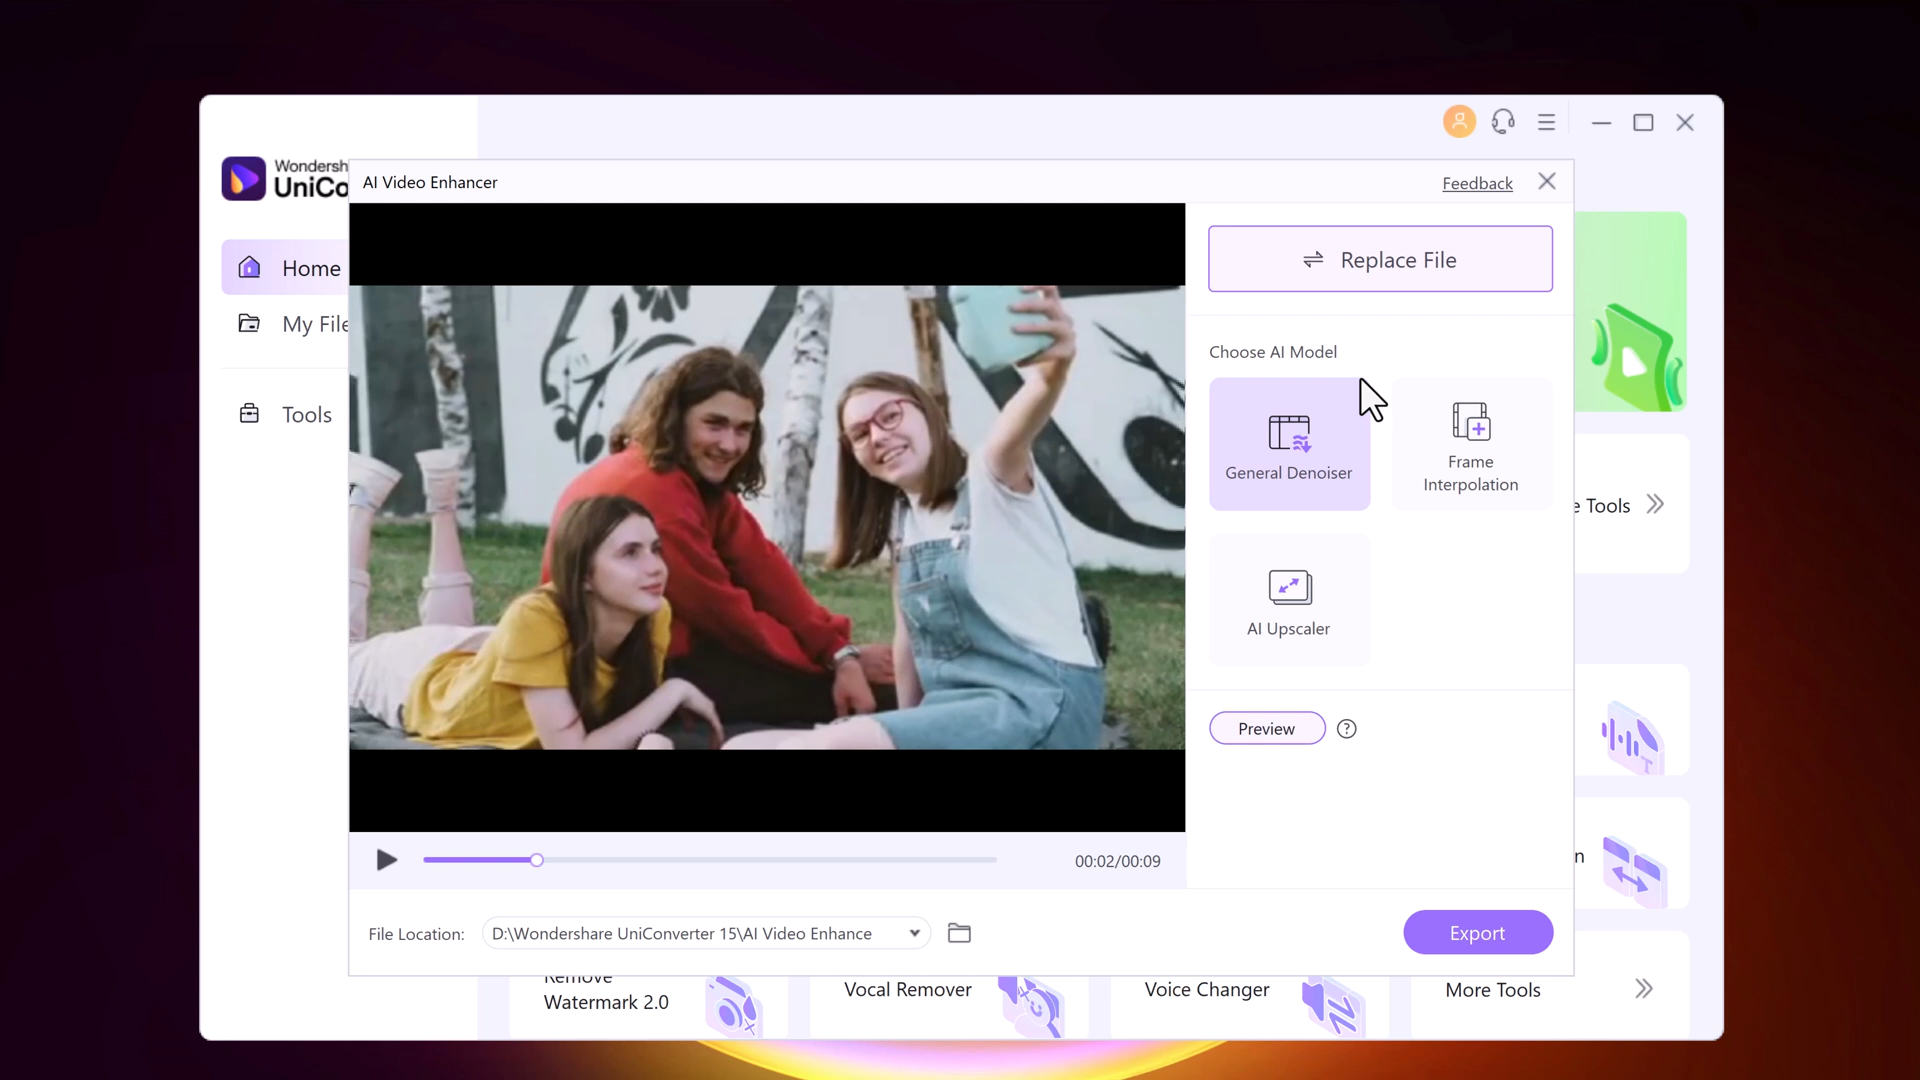 Wondersh
UniCo
AI Video Enhancer
Feedback
Home
My File
Tools
Replace File
Choose AI Model
General Denoiser
Frame
Interpolation
AI Upscaler
Preview
?
e Tools
n
00:02/00:09
File Location:
D:\Wondershare UniConverter 15\AI Video Enhance
Export
Remove
Watermark 2.0
Vocal Remover
Voice Changer
More Tools